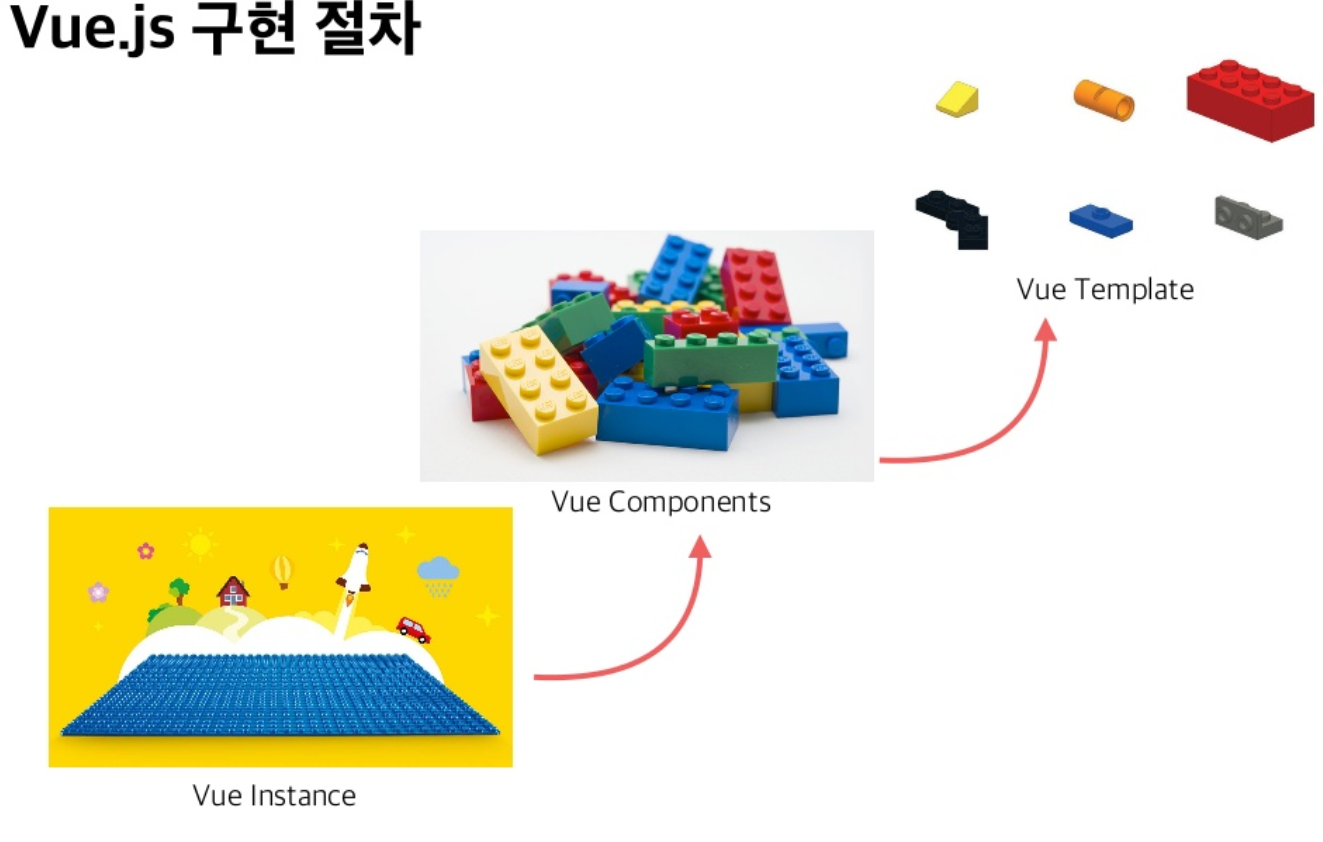 Vue.js 구현 절차
Vue Template
Vue Components
Vue Instance